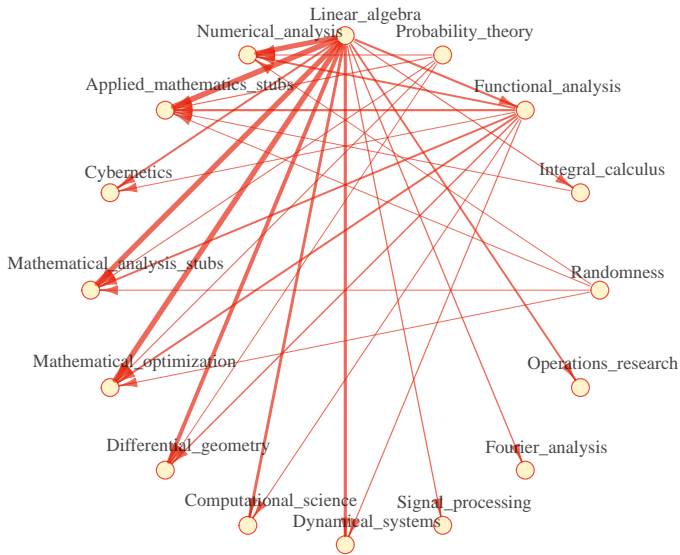 Linear_algebra
Numerical_analysis
Probability_theory
Applied_mathematics_stubs
Functional_analysis
Cybernetics
Integral_calculus
Mathematical_analysis_stubs
Randomness
Mathematical_optimization
Operations_research
Differential_geometry
Fourier_analysis
Computational_science
Signal_processing
Dynamical_systems